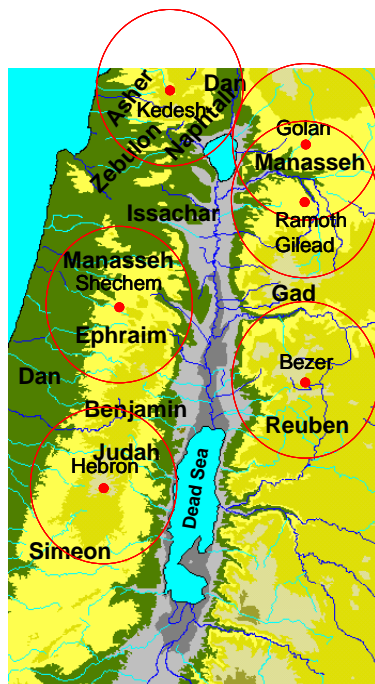 Dan
Asher
Kedesh
Naphtali
Zebulon
Golan
Manasseh
Issachar
Ramoth
Gilead
Manasseh
Shechem
Gad
Ephraim
Bezer
Dan
Benjamin
Reuben
Judah
Hebron
Dead Sea
Simeon